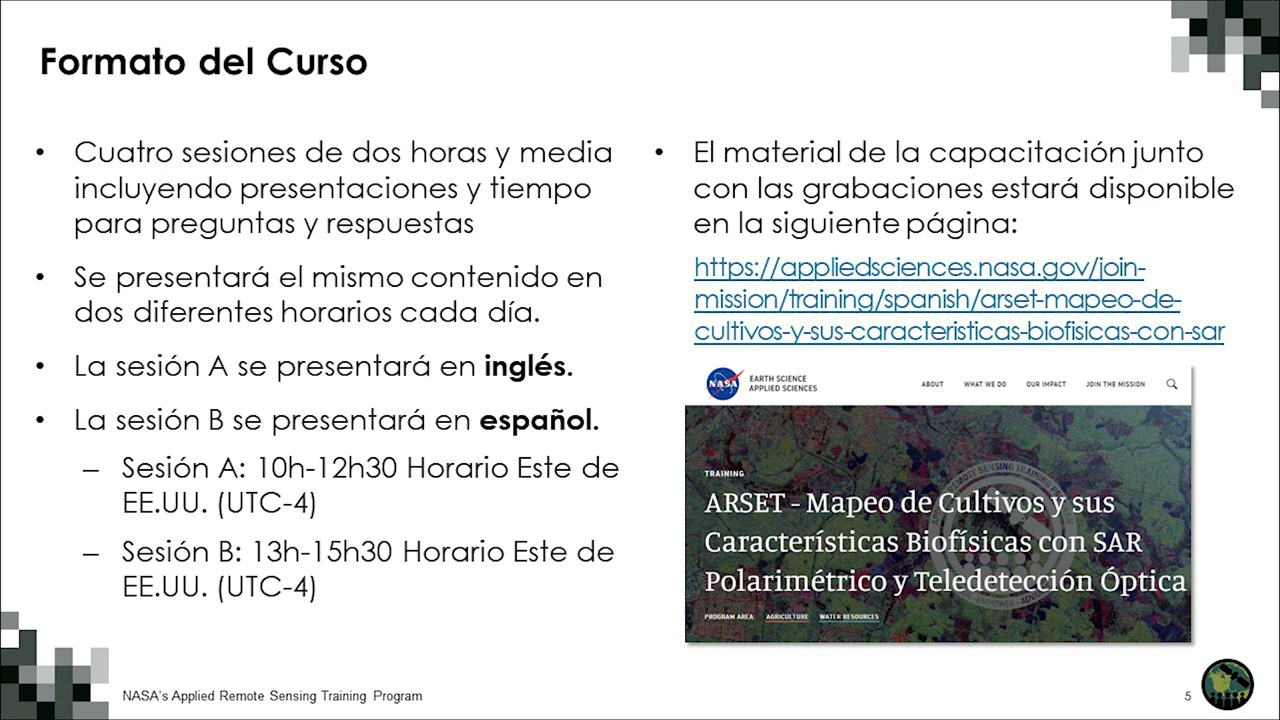 Formato del Curso
• Cuatro sesiones de dos horas y media
incluyendo presentaciones y tiempo
para preguntas y respuestas
• Se presentará el mismo contenido en
dos diferentes horarios cada día.
• La sesión A se presentará en inglés.
• La sesión B se presentará en español.
– Sesión A: 10h-12h30 Horario Este de
EE.UU. (UTC-4)
– Sesión B: 13h-15h30 Horario Este de
EE.UU. (UTC-4)
• El material de la capacitación junto
con las grabaciones estará disponible
en la siguiente página:
https://appliedsciences.nasa.gov/join-
mission/training/spanish/arset-mapeo-de-
cultivos-y-sus-caracteristicas-biofisicas-con-sar
NASA EARTH SCIENCE
APPLIED SCIENCES
ABOUT WHAT WE DO OUR IMPACT JOIN THE MISSION
TRAINING
ARSET - Mapeo de Cultivos y sus
Características Biofísicas con SAR
Polarimétrico y Teledetección Óptica
PROGRAM AREA: AGRICULTURE WATER RESOURCES
NASA's Applied Remote Sensing Training Program
5